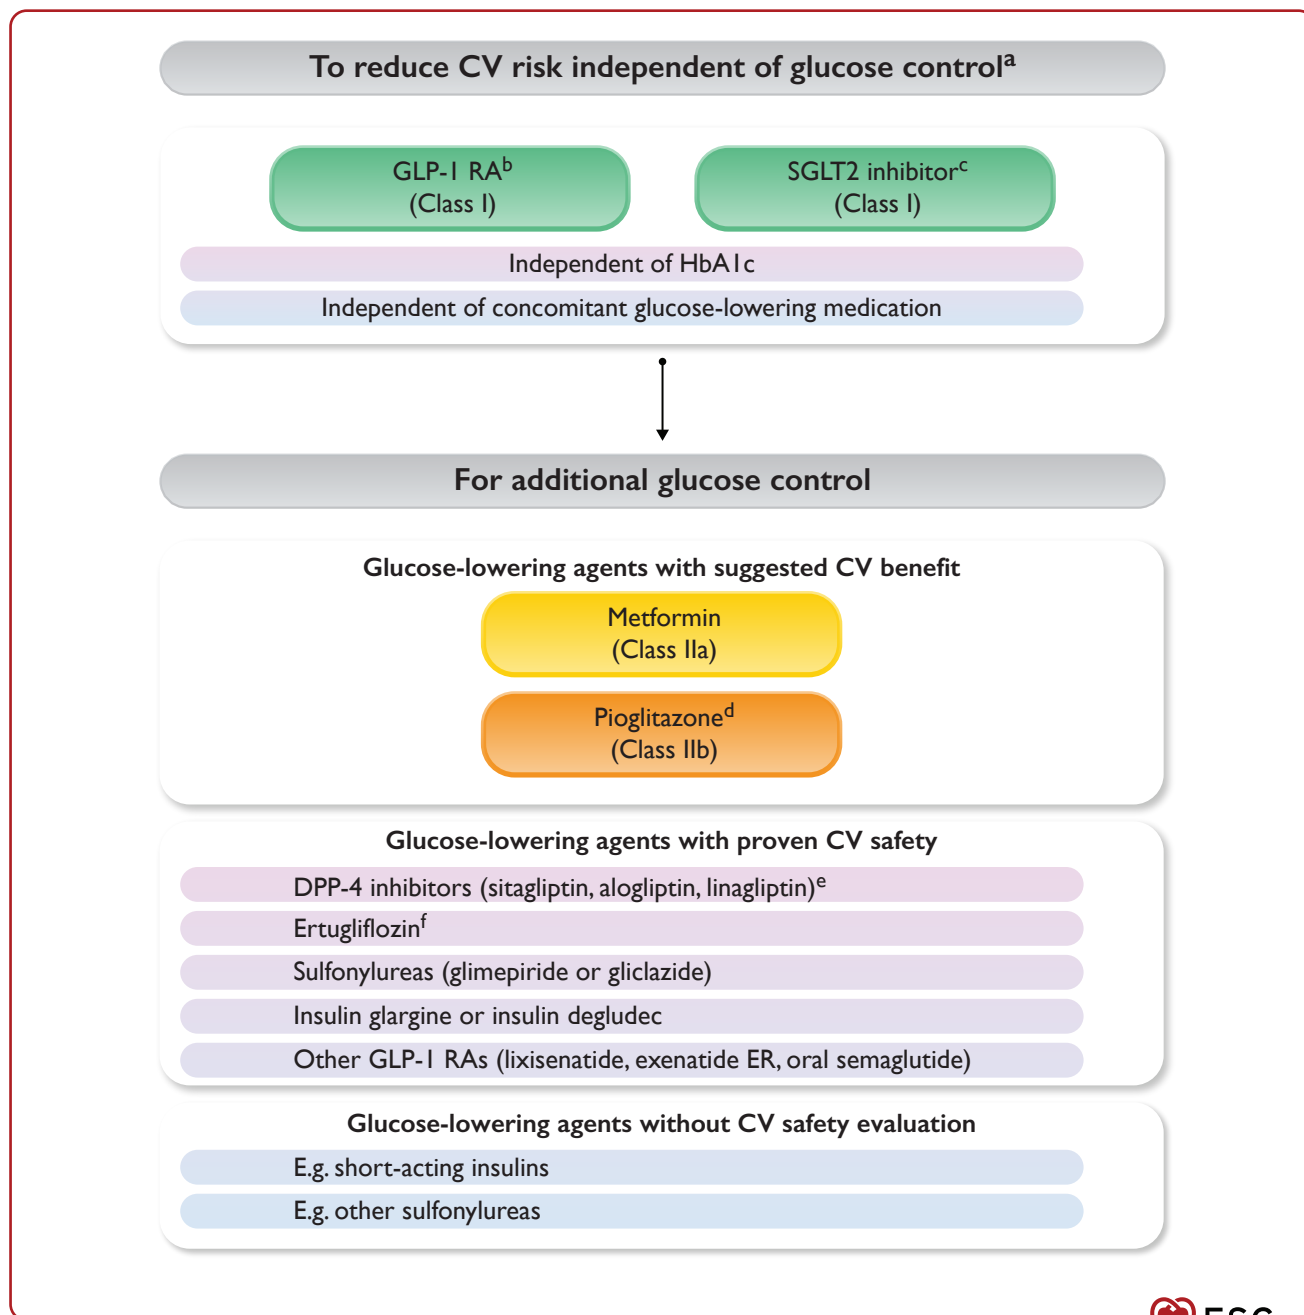 To reduce CV risk independent of glucose controlᵃ
GLP-1 RAᵇ
(Class I)
SGLT2 inhibitorᶜ
(Class I)
Independent of HbA1c
Independent of concomitant glucose-lowering medication
For additional glucose control
Glucose-lowering agents with suggested CV benefit
Metformin
(Class IIa)
Pioglitazoneᵈ
(Class IIb)
Glucose-lowering agents with proven CV safety
DPP-4 inhibitors (sitagliptin, alogliptin, linagliptin)ᵉ
Ertugliflozinᶠ
Sulfonylureas (glimepiride or gliclazide)
Insulin glargine or insulin degludec
Other GLP-1 RAs (lixisenatide, exenatide ER, oral semaglutide)
Glucose-lowering agents without CV safety evaluation
E.g. short-acting insulins
E.g. other sulfonylureas
ESC